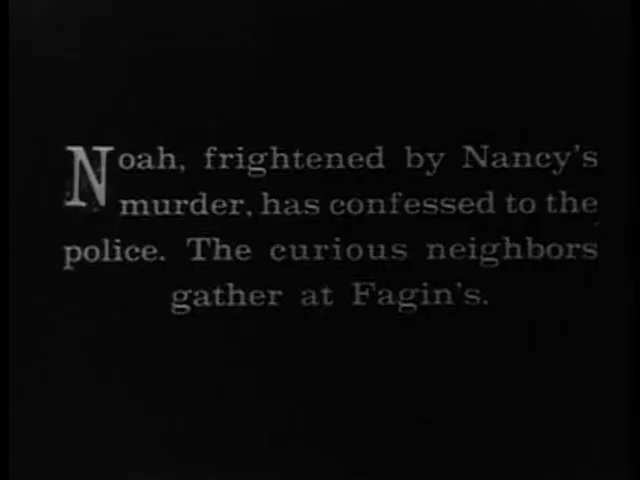 Noah, frightened by Nancy's
murder, has confessed to the
police. The curious neighbors
gather at Fagin's.